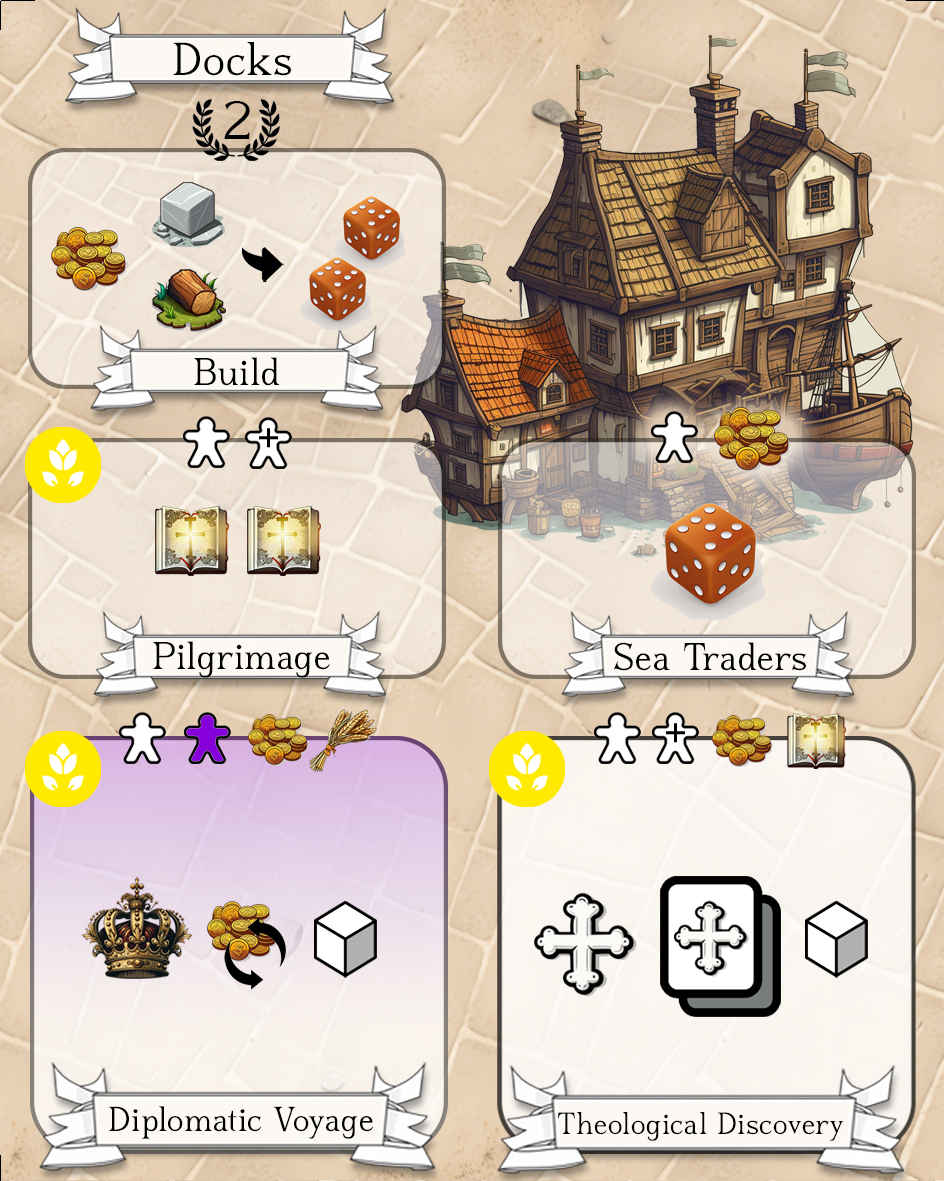 Docks
2
Build
Pilgrimage
Sea Traders
Diplomatic Voyage
Theological Discovery